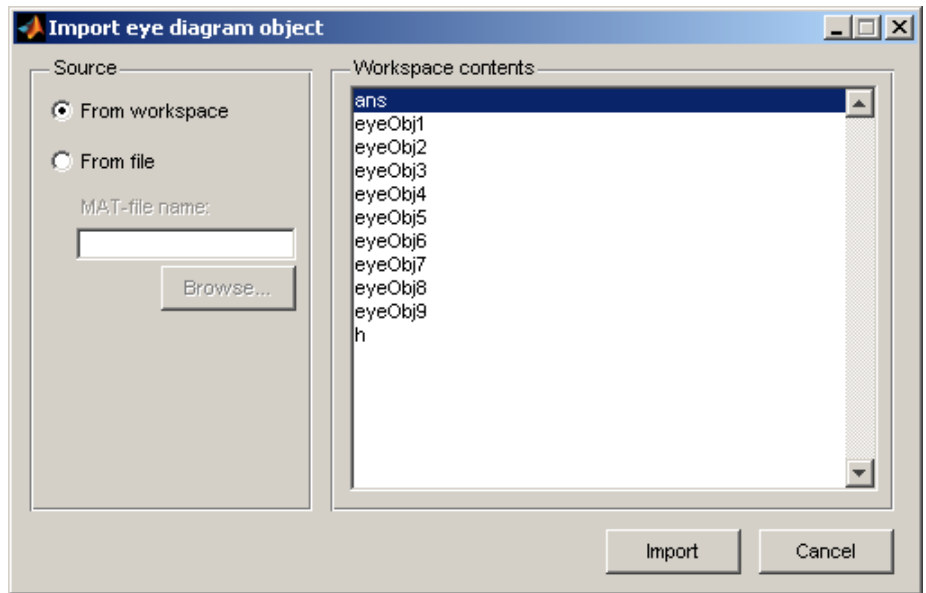 Import eye diagram object
Source
From workspace
From file
MAT-file name:
Browse...
Workspace contents
ans
eyeObj1
eyeObj2
eyeObj3
eyeObj4
eyeObj5
eyeObj6
eyeObj7
eyeObj8
eyeObj9
h
Import
Cancel